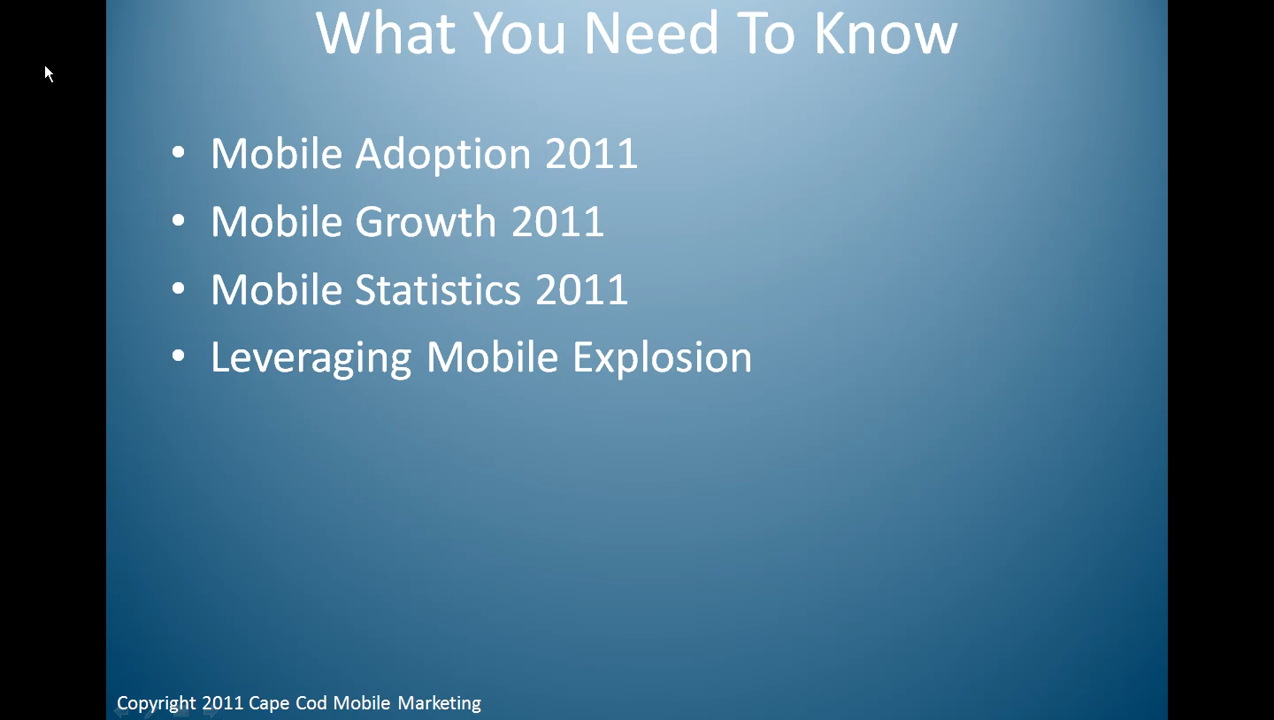 What You Need To Know
• Mobile Adoption 2011
• Mobile Growth 2011
• Mobile Statistics 2011
• Leveraging Mobile Explosion
Copyright 2011 Cape Cod Mobile Marketing